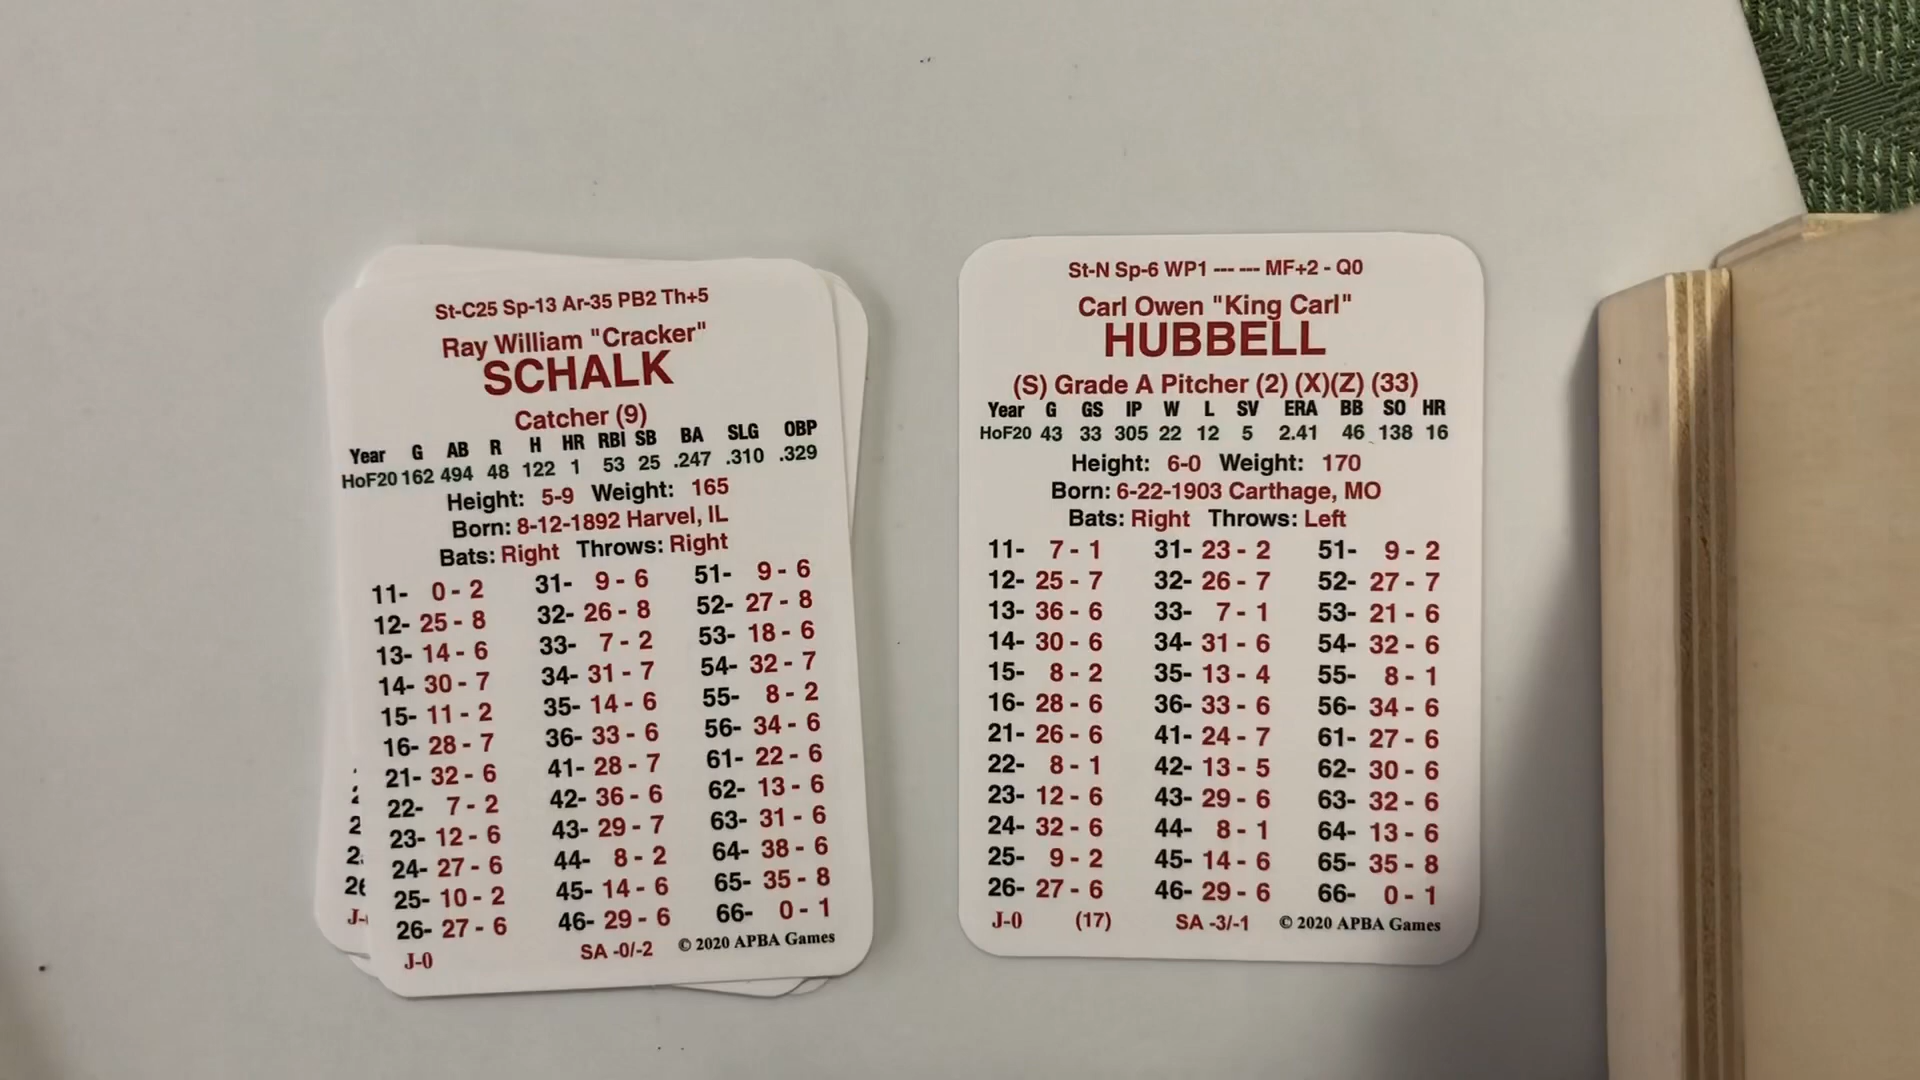 St-C25 Sp-13 Ar-35 PB2 Th+5
Ray William "Cracker"
SCHALK
Catcher (9)
Year G AB R H HR RBI SB BA SLG OBP
HoF20 162 494 48 122 1 53 25 .247 .310 .329
Height: 5-9 Weight: 165
Born: 8-12-1892 Harvel, IL
Bats: Right Throws: Right
11- 0 - 2 31- 9 - 6 51- 9 - 6
12- 25 - 8 32- 26 - 8 52- 27 - 8
13- 14 - 6 33- 7 - 2 53- 18 - 6
14- 30 - 7 34- 31 - 7 54- 32 - 7
15- 11 - 2 35- 14 - 6 55- 8 - 2
16- 28 - 7 36- 33 - 6 56- 34 - 6
21- 32 - 6 41- 28 - 7 61- 22 - 6
22- 7 - 2 42- 36 - 6 62- 13 - 6
23- 12 - 6 43- 29 - 7 63- 31 - 6
24- 27 - 6 44- 8 - 2 64- 38 - 6
25- 10 - 2 45- 14 - 6 65- 35 - 8
26- 27 - 6 46- 29 - 6 66- 0 - 1
J-0 SA -0/-2 © 2020 APBA Games
St-N Sp-6 WP1 --- --- MF+2 - Q0
Carl Owen "King Carl"
HUBBELL
(S) Grade A Pitcher (2) (X)(Z) (33)
Year G GS IP W L SV ERA BB SO HR
HoF20 43 33 305 22 12 5 2.41 46 138 16
Height: 6-0 Weight: 170
Born: 6-22-1903 Carthage, MO
Bats: Right Throws: Left
11- 7 - 1 31- 23 - 2 51- 9 - 2
12- 25 - 7 32- 26 - 7 52- 27 - 7
13- 36 - 6 33- 7 - 1 53- 21 - 6
14- 30 - 6 34- 31 - 6 54- 32 - 6
15- 8 - 2 35- 13 - 4 55- 8 - 1
16- 28 - 6 36- 33 - 6 56- 34 - 6
21- 26 - 6 41- 24 - 7 61- 27 - 6
22- 8 - 1 42- 13 - 5 62- 30 - 6
23- 12 - 6 43- 29 - 6 63- 32 - 6
24- 32 - 6 44- 8 - 1 64- 13 - 6
25- 9 - 2 45- 14 - 6 65- 35 - 8
26- 27 - 6 46- 29 - 6 66- 0 - 1
J-0 (17) SA -3/-1 © 2020 APBA Games